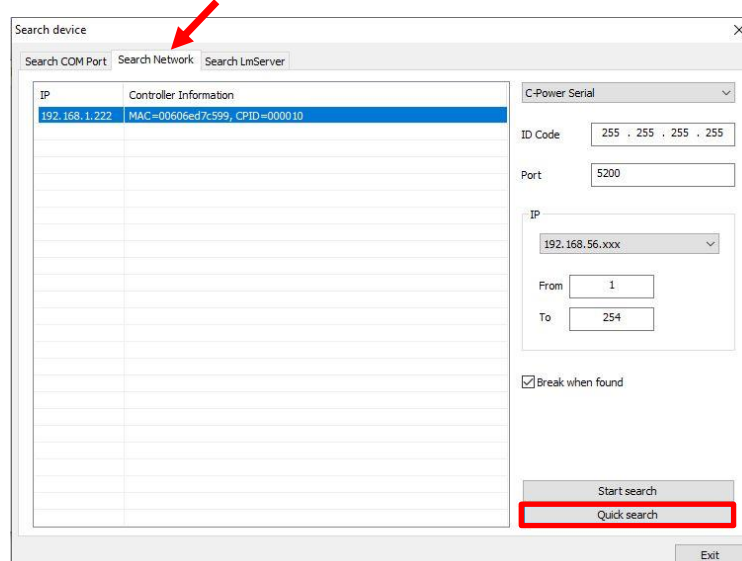 Search device
Search COM Port Search Network Search LmServer
IP Controller Information
192.168.1.222 MAC=00606ed7c599, CPID=000010
C-Power Serial
ID Code 255 . 255 . 255 . 255
Port 5200
IP
192.168.56.xxx
From 1
To 254
Break when found
Start search
Quick search
Exit